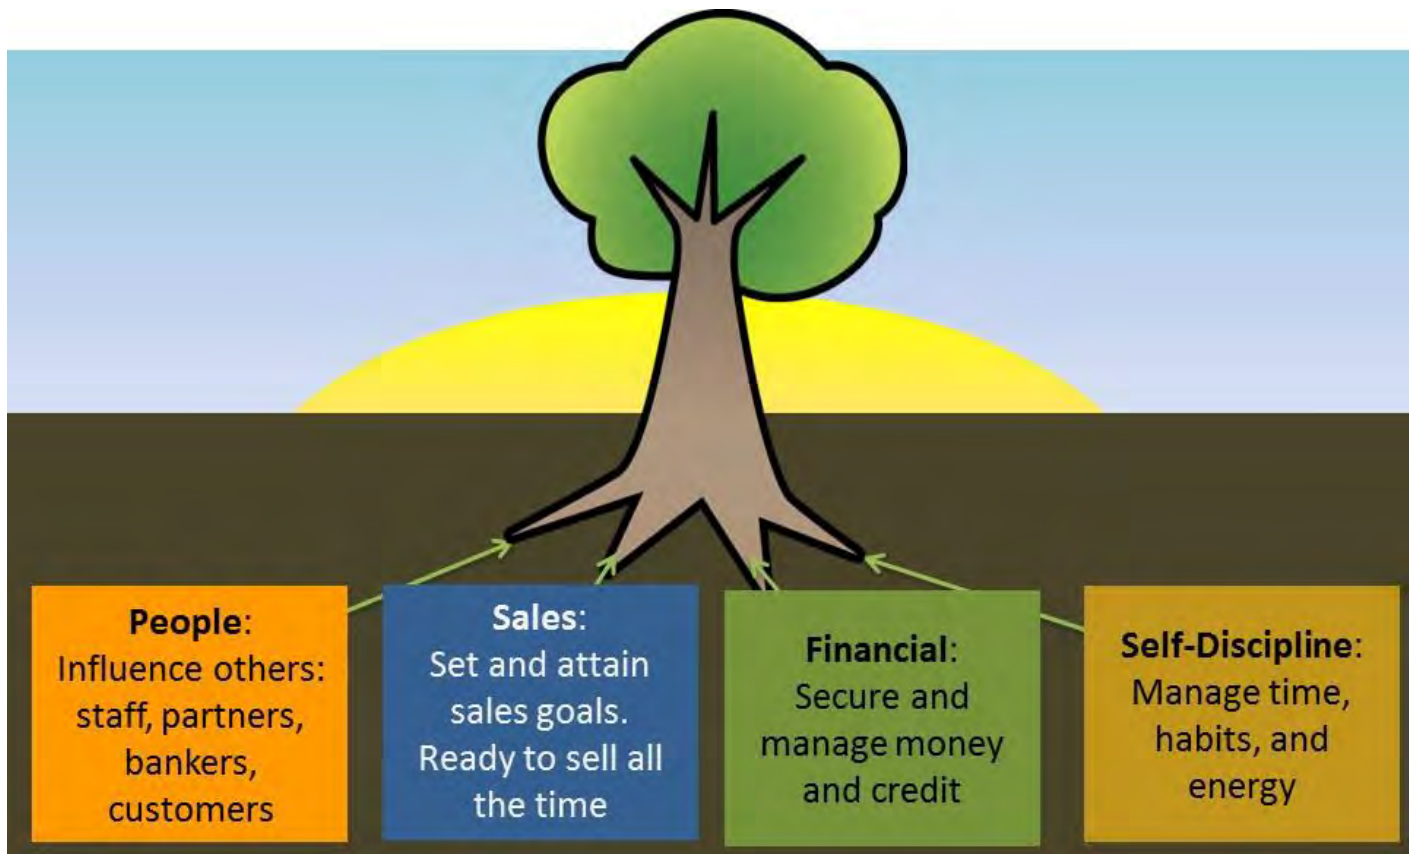 People:
Influence others:
staff, partners,
bankers,
customers
Sales:
Set and attain
sales goals.
Ready to sell all
the time
Financial:
Secure and
manage money
and credit
Self-Discipline:
Manage time,
habits, and
energy